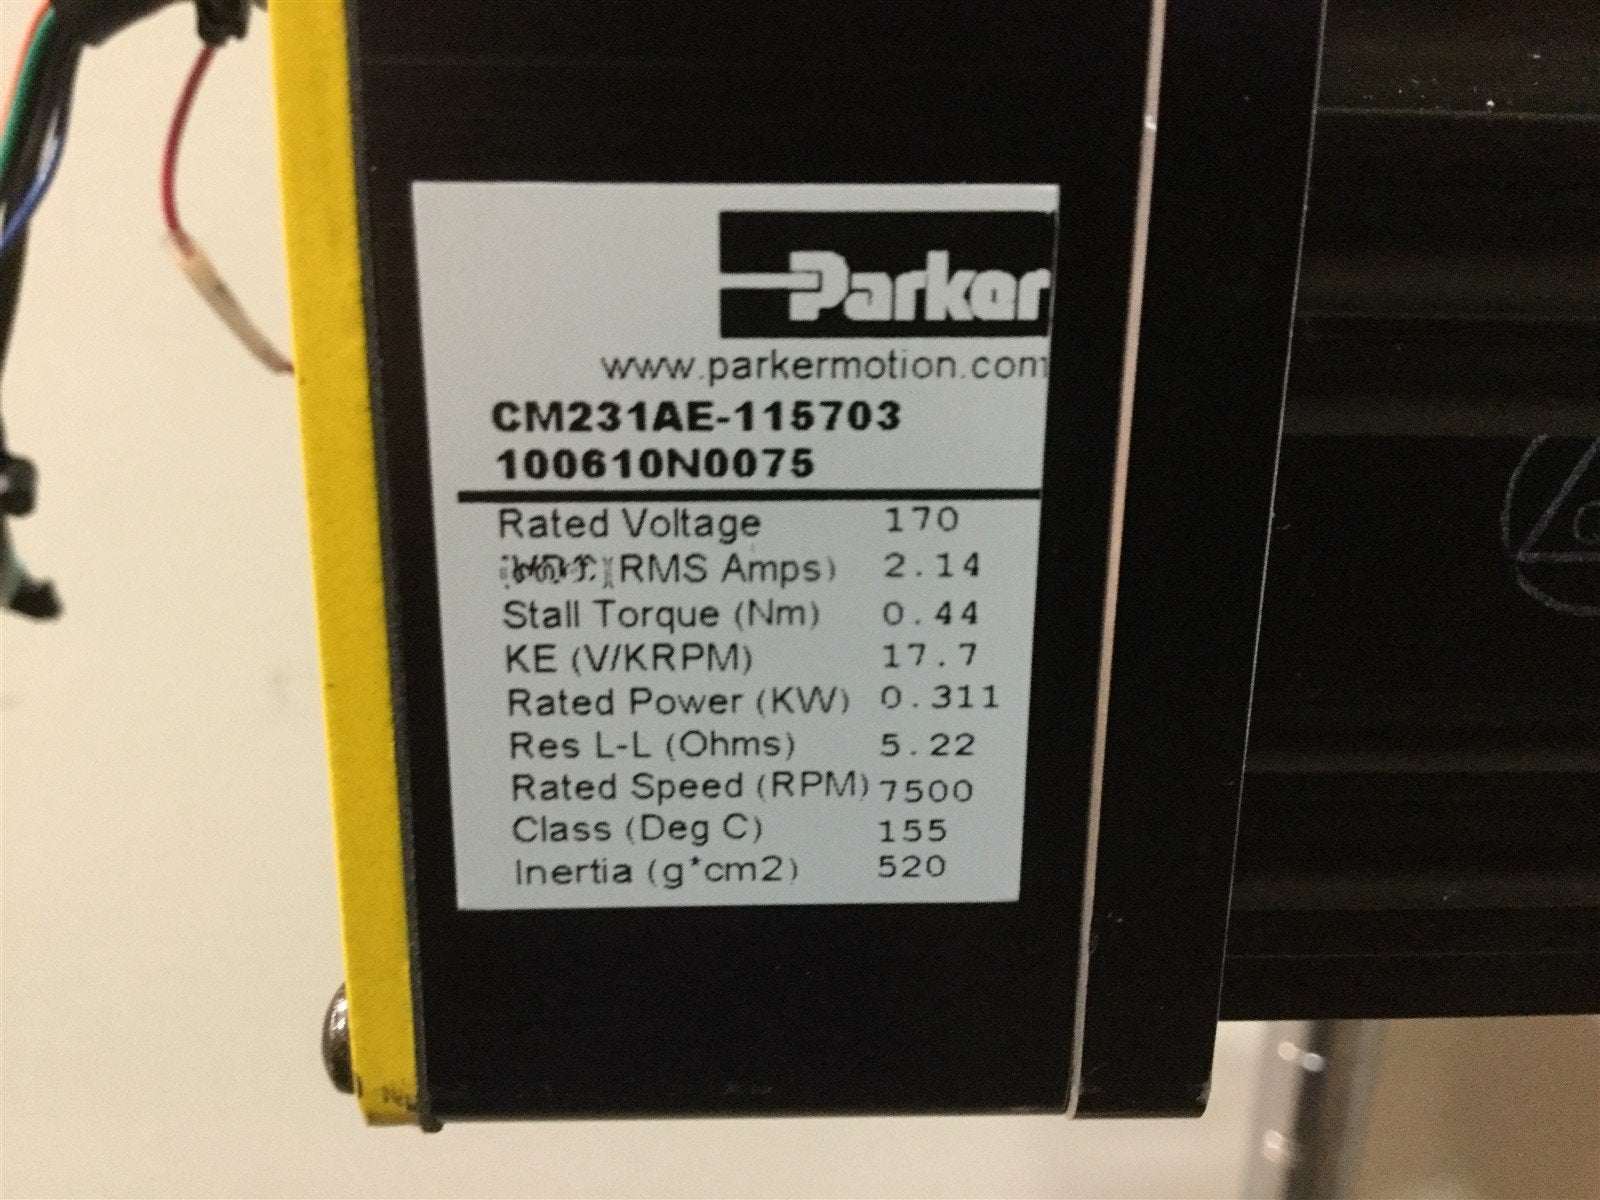 Parker
www.parkermotion.com
CM231AE-115703
100610N0075
Rated Voltage 170
(RMS Amps) 2.14
Stall Torque (Nm) 0.44
KE (V/KRPM) 17.7
Rated Power (KW) 0.311
Res L-L (Ohms) 5.22
Rated Speed (RPM) 7500
Class (Deg C) 155
Inertia (g*cm2) 520